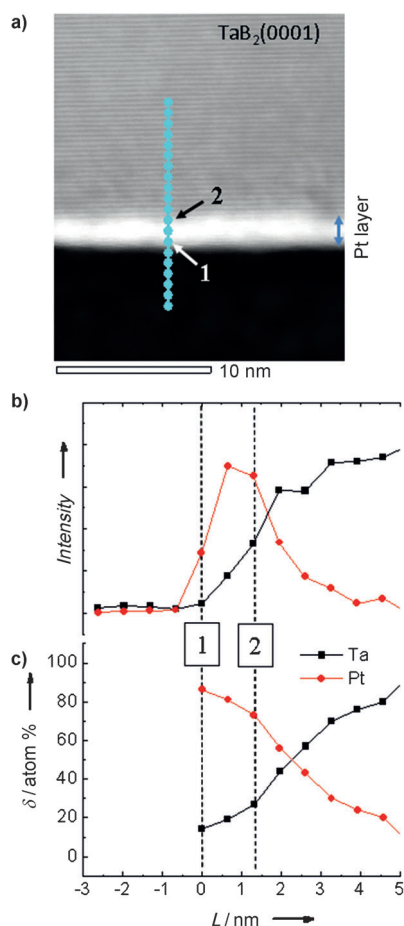 a)
TaB₂(0001)
2
1
Pt layer
10 nm
b)
Intensity
1
2
c)
Ta
Pt
100
80
60
40
20
0
δ / atom %
-3 -2 -1 0 1 2 3 4 5
L / nm